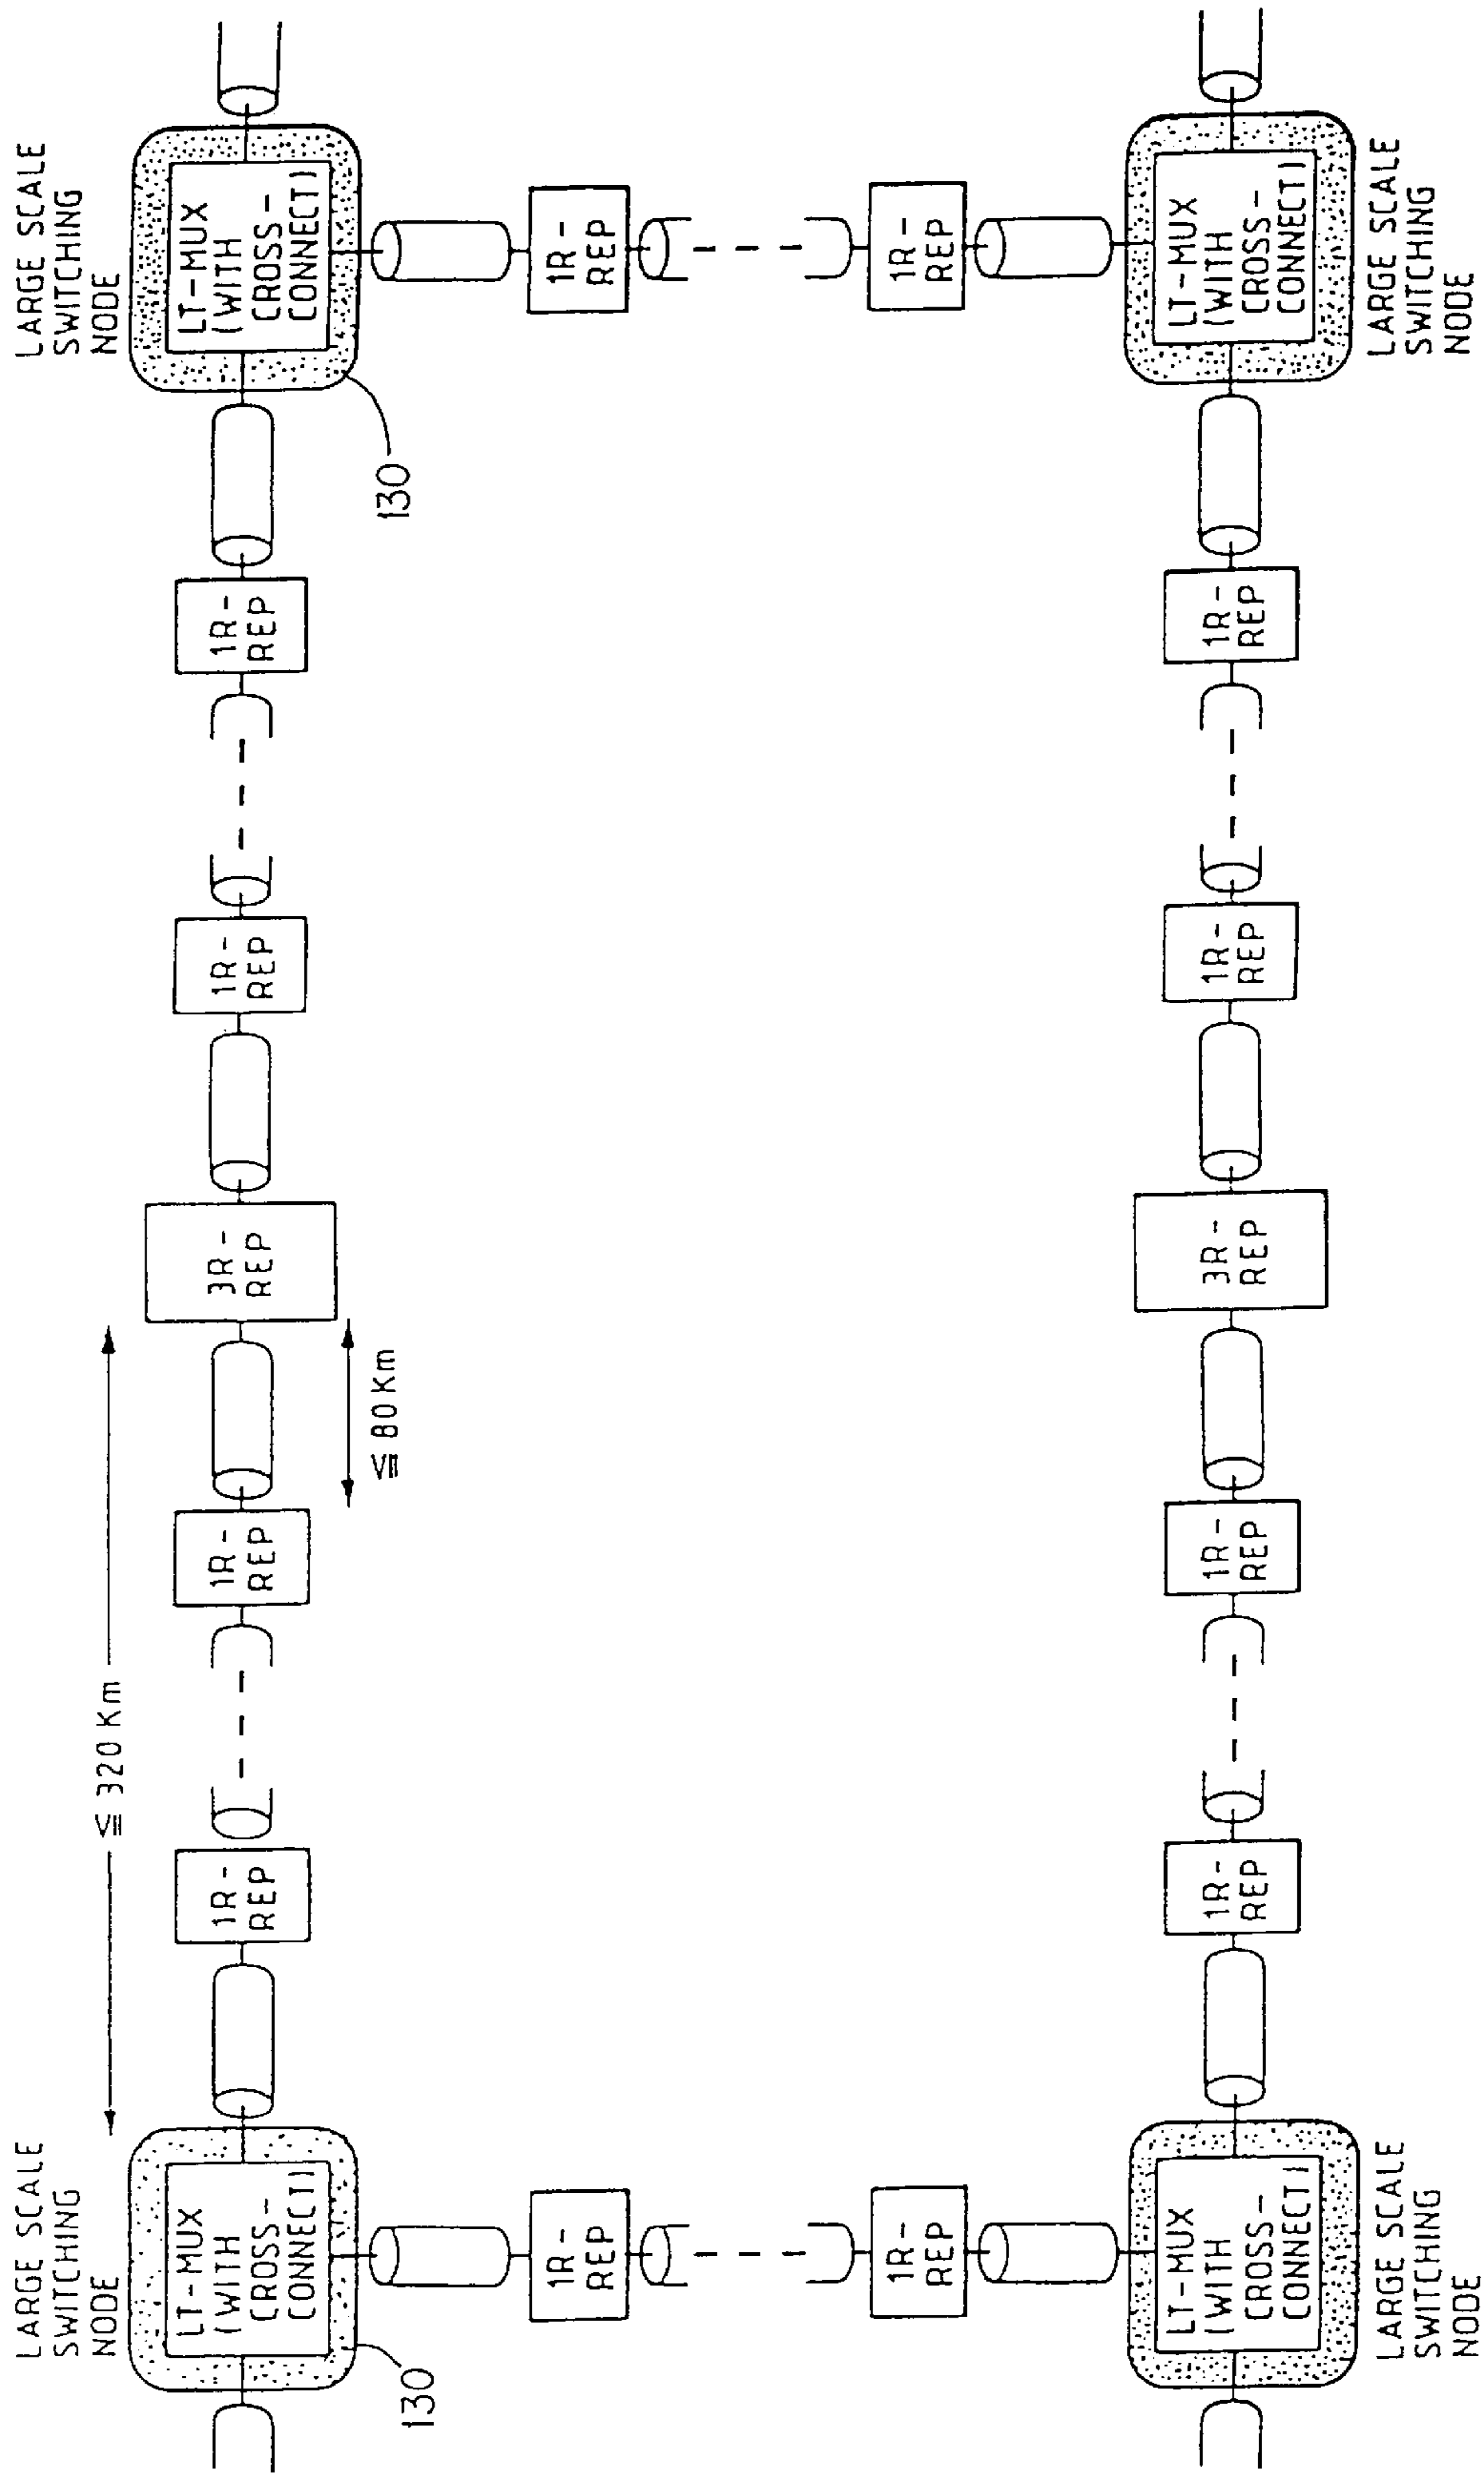 LARGE SCALE
SWITCHING
NODE
LARGE SCALE
SWITCHING
NODE
≦ 320 Km
LT-MUX
(WITH
CROSS-
CONNECT)
1R-
REP
1R-
REP
3R-
REP
1R-
REP
1R-
REP
LT-MUX
(WITH
CROSS-
CONNECT)
130
≦ 80 Km
130
1R-
REP
1R-
REP
1R-
REP
1R-
REP
LT-MUX
(WITH
CROSS-
CONNECT)
1R-
REP
1R-
REP
3R-
REP
1R-
REP
1R-
REP
LT-MUX
(WITH
CROSS-
CONNECT)
LARGE SCALE
SWITCHING
NODE
LARGE SCALE
SWITCHING
NODE